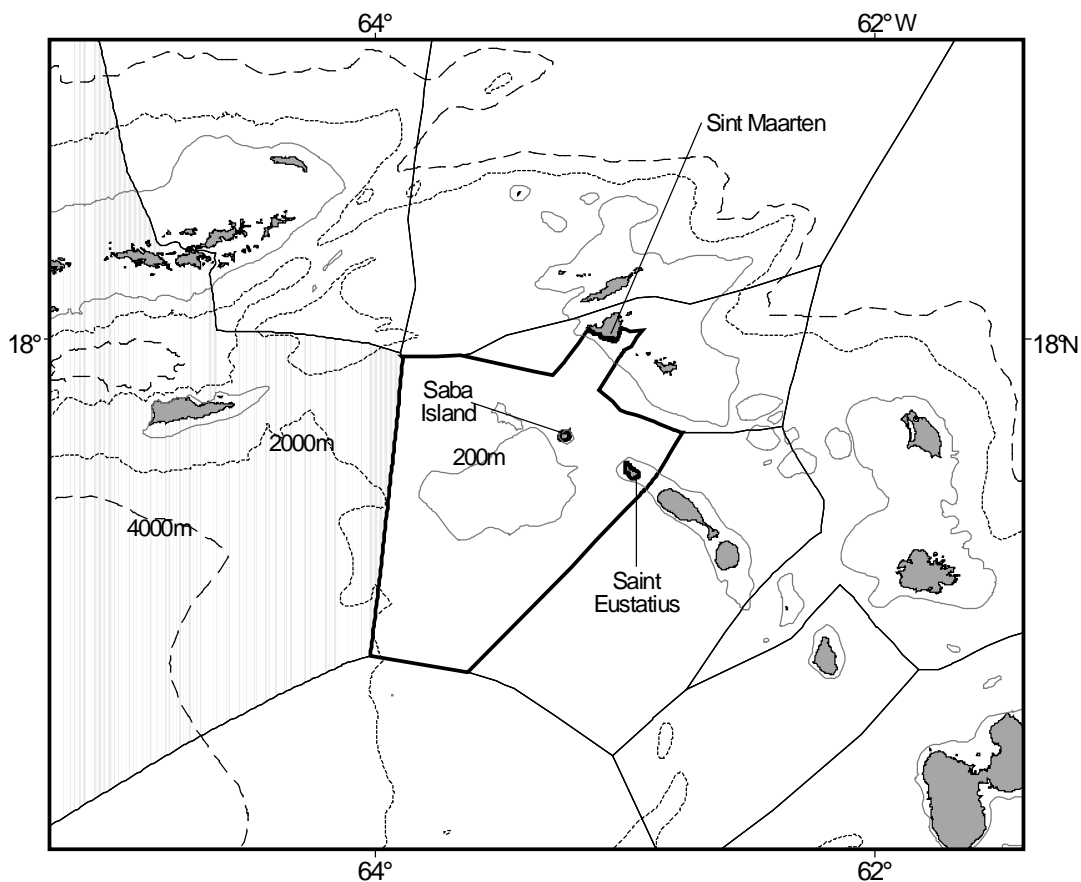 64°
62° W
Sint Maarten
18°
18°N
Saba
Island
2000m
200m
4000m
Saint
Eustatius
64°
62°